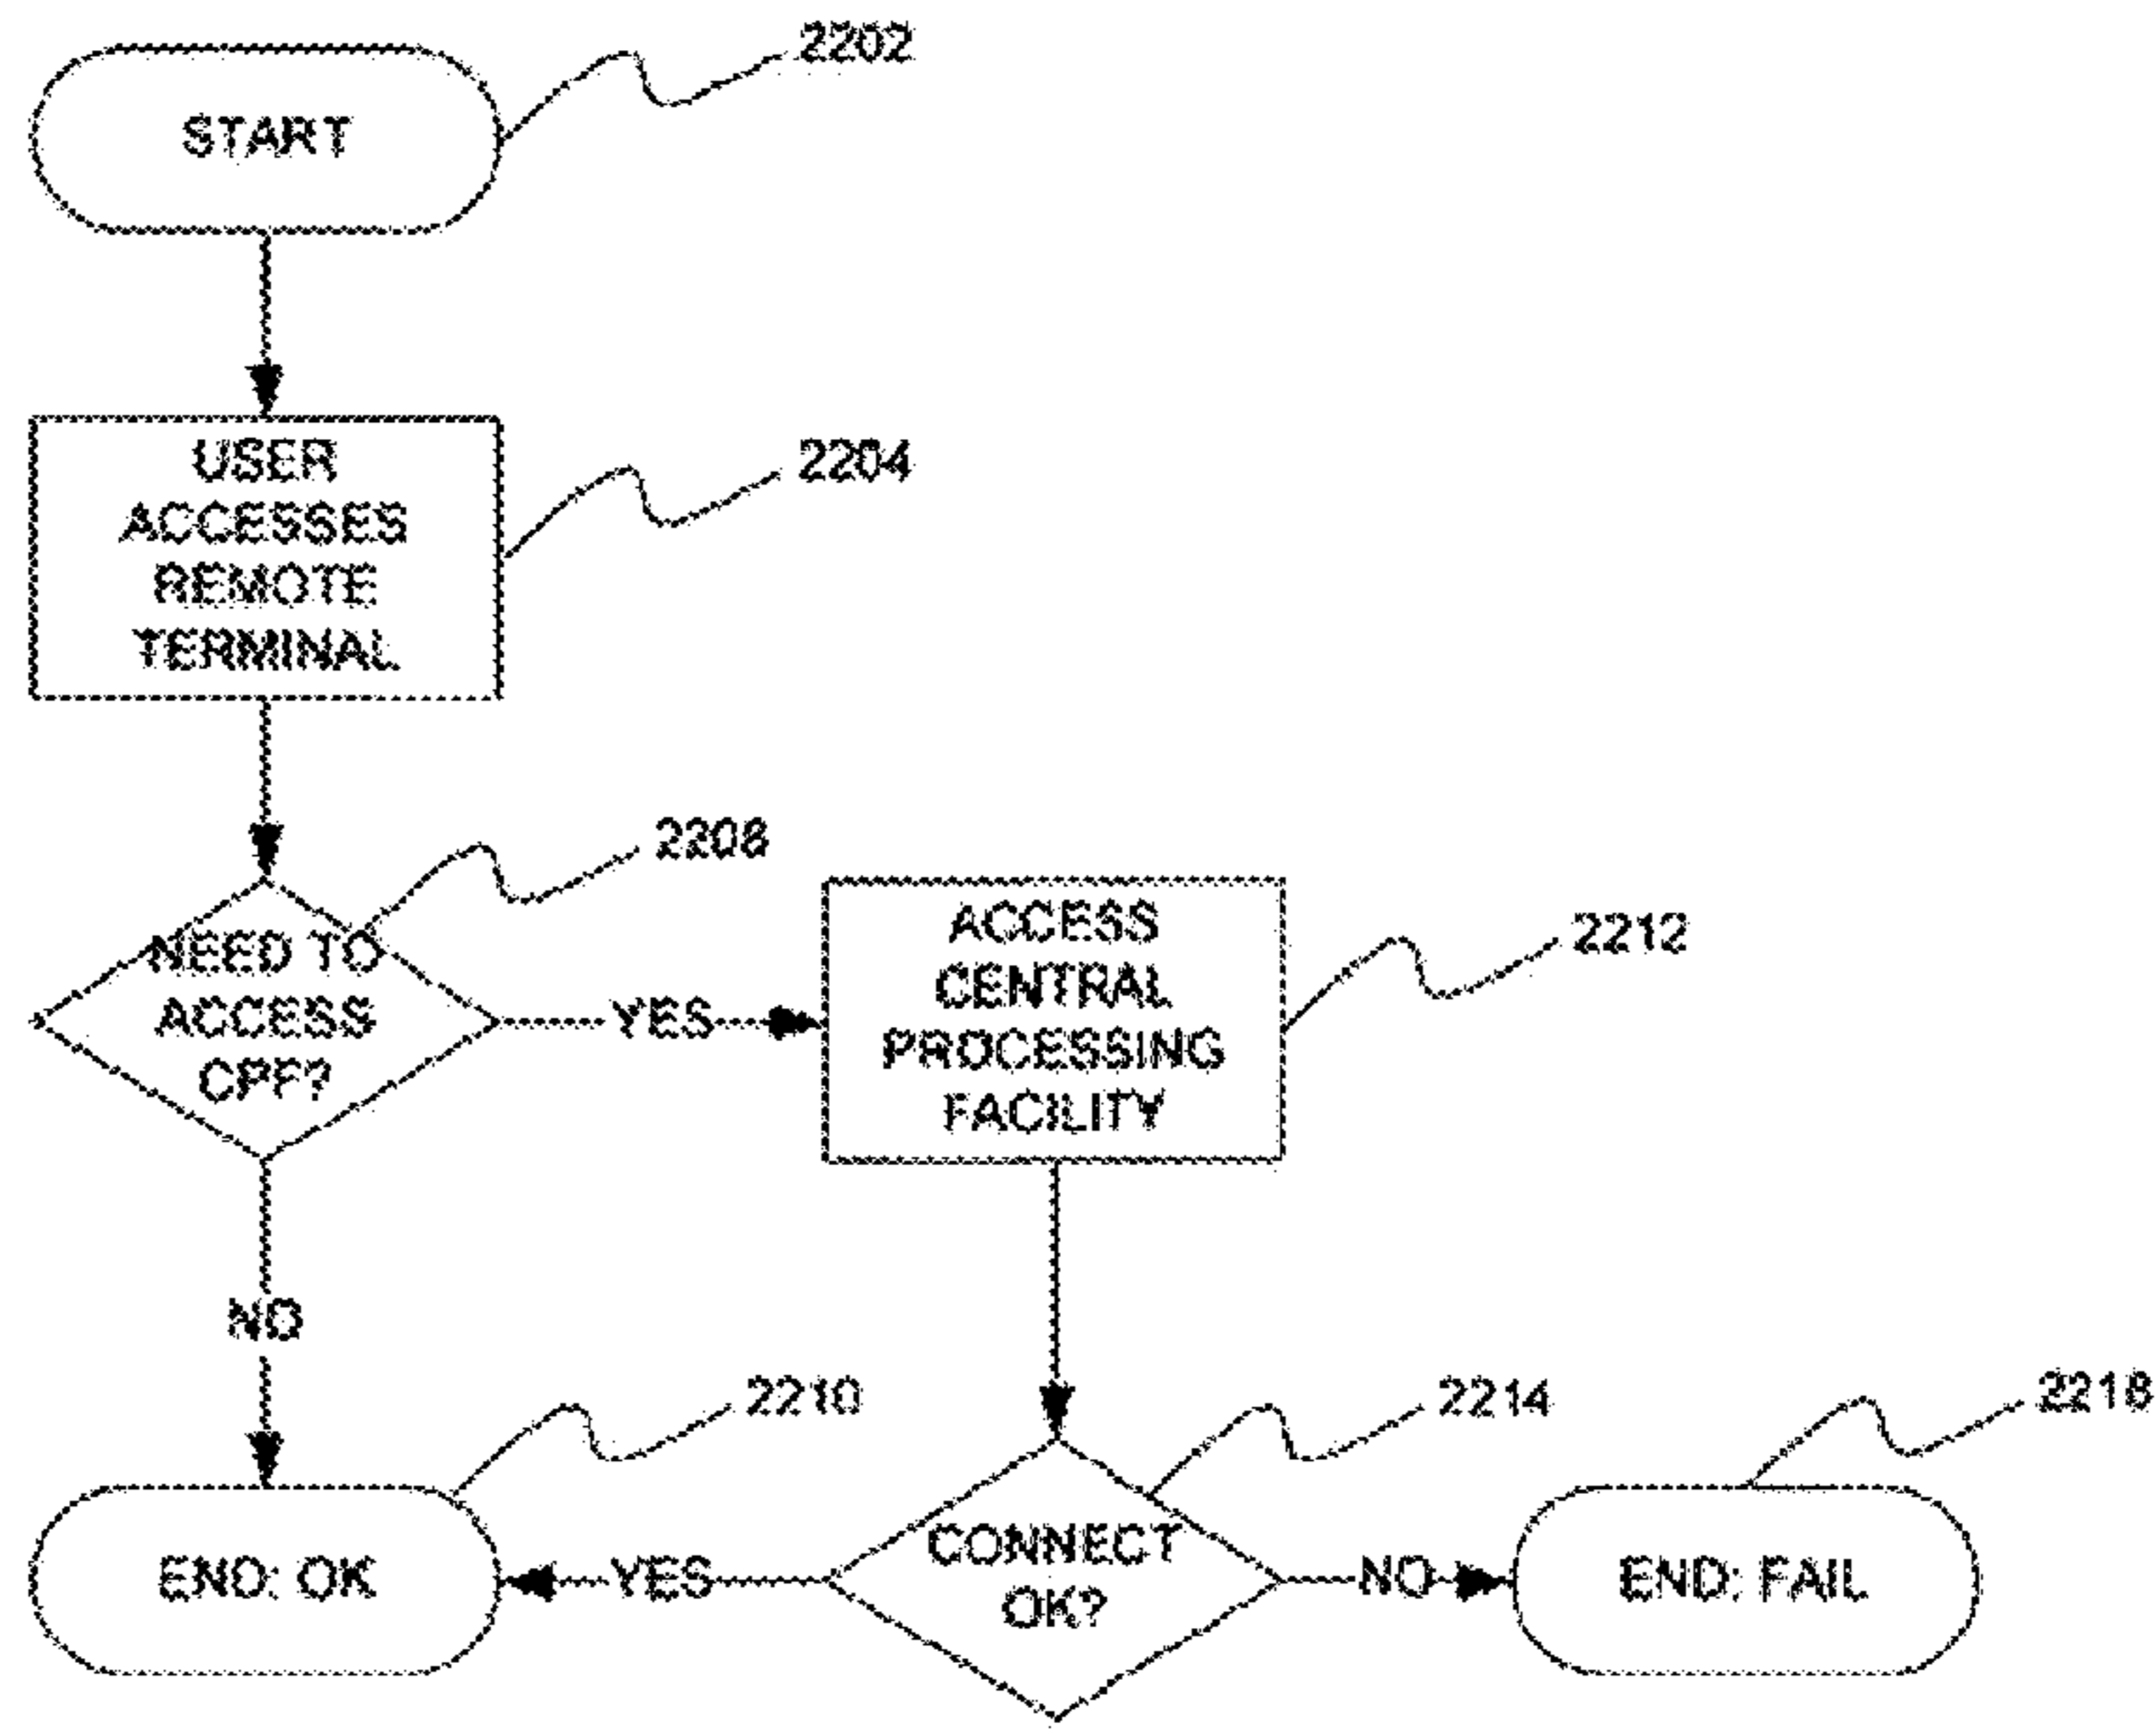 2202
START
2204
USER
ACCESSES
REMOTE
TERMINAL
2208
NEED TO
ACCESS
CPF?
YES
ACCESS
CENTRAL
PROCESSING
FACILITY
2212
NO
2210
2214
END: OK
YES
CONNECT
OK?
NO
END: FAIL